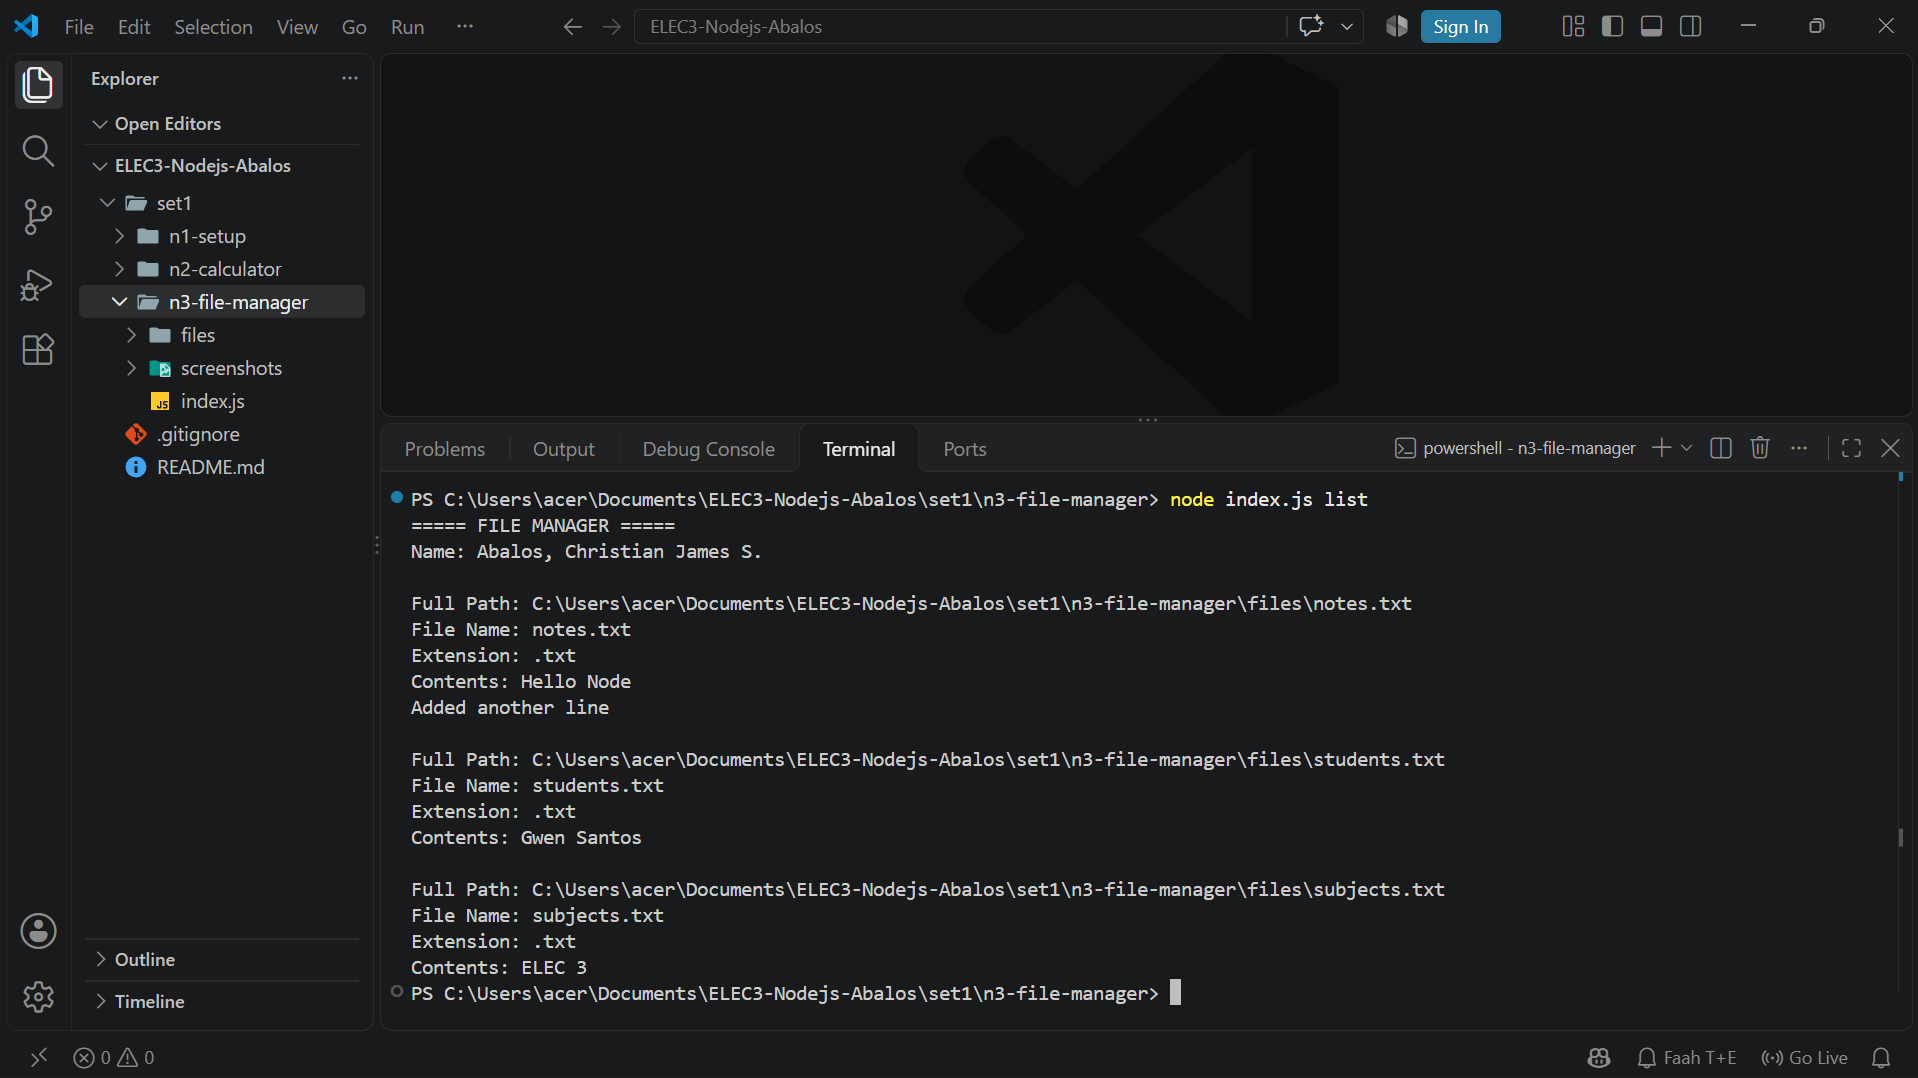 File Edit Selection View Go Run
ELEC3-Nodejs-Abalos
Sign In
Explorer
Open Editors
ELEC3-Nodejs-Abalos
set1
n1-setup
n2-calculator
n3-file-manager
files
screenshots
JS index.js
.gitignore
README.md
Outline
Timeline
Problems Output Debug Console Terminal Ports
powershell - n3-file-manager
PS C:\Users\acer\Documents\ELEC3-Nodejs-Abalos\set1\n3-file-manager> node index.js list
===== FILE MANAGER =====
Name: Abalos, Christian James S.
Full Path: C:\Users\acer\Documents\ELEC3-Nodejs-Abalos\set1\n3-file-manager\files\notes.txt
File Name: notes.txt
Extension: .txt
Contents: Hello Node
Added another line
Full Path: C:\Users\acer\Documents\ELEC3-Nodejs-Abalos\set1\n3-file-manager\files\students.txt
File Name: students.txt
Extension: .txt
Contents: Gwen Santos
Full Path: C:\Users\acer\Documents\ELEC3-Nodejs-Abalos\set1\n3-file-manager\files\subjects.txt
File Name: subjects.txt
Extension: .txt
Contents: ELEC 3
PS C:\Users\acer\Documents\ELEC3-Nodejs-Abalos\set1\n3-file-manager>
0 0
Faah T+E
Go Live